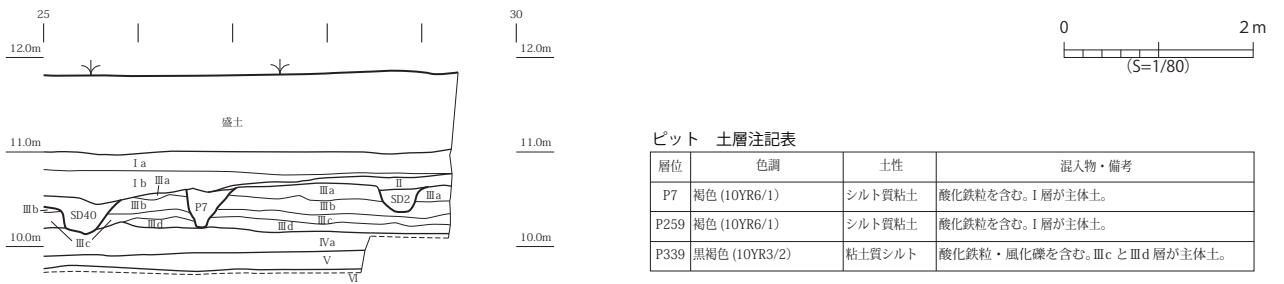 25 30
12.0m 12.0m
盛土
11.0m 11.0m
Ⅰa
Ⅰb Ⅲa Ⅱ
Ⅲa Ⅲa
Ⅲb Ⅲb P7 Ⅲb SD2
SD40 Ⅲc
Ⅲd Ⅲd
10.0m Ⅲc 10.0m
Ⅳa
Ⅴ
Ⅵ
0 2m
(S=1/80)
ピット 土層注記表
層位 色調 土性 混入物・備考
P7 褐色 (10YR6/1) シルト質粘土 酸化鉄粒を含む。Ⅰ層が主体土。
P259 褐色 (10YR6/1) シルト質粘土 酸化鉄粒を含む。Ⅰ層が主体土。
P339 黒褐色 (10YR3/2) 粘土質シルト 酸化鉄粒・風化礫を含む。ⅢcとⅢd層が主体土。